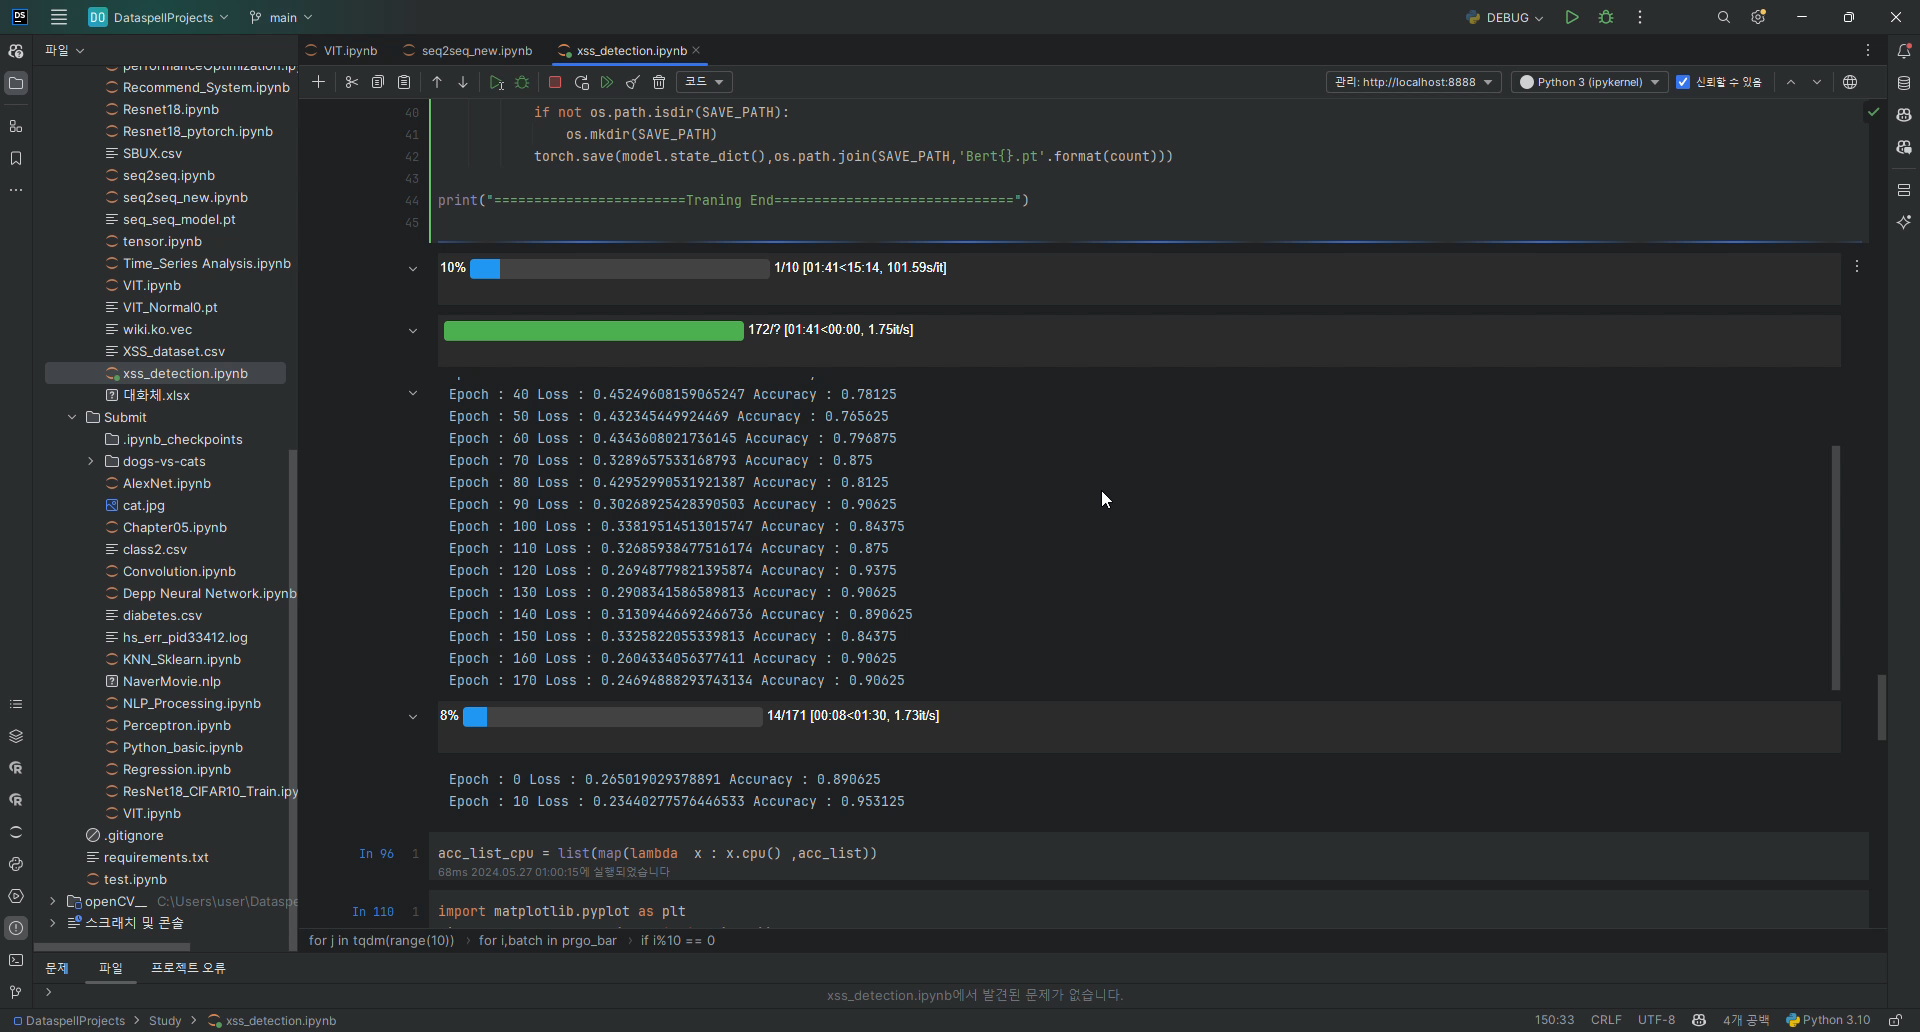 DS
DO DataspellProjects main DEBUG
파일 VIT.ipynb seq2seq_new.ipynb xss_detection.ipynb
코드 관리: http://localhost:8888 Python 3 (ipykernel) 신뢰할 수 있음
Recommend_System.ipynb
Resnet18.ipynb
Resnet18_pytorch.ipynb
SBUX.csv
seq2seq.ipynb
seq2seq_new.ipynb
seq_seq_model.pt
tensor.ipynb
Time_Series Analysis.ipynb
VIT.ipynb
VIT_Normal0.pt
wiki.ko.vec
XSS_dataset.csv
xss_detection.ipynb
대화체.xlsx
Submit
.ipynb_checkpoints
dogs-vs-cats
AlexNet.ipynb
cat.jpg
Chapter05.ipynb
class2.csv
Convolution.ipynb
Depp Neural Network.ipynb
diabetes.csv
hs_err_pid33412.log
KNN_Sklearn.ipynb
NaverMovie.nlp
NLP_Processing.ipynb
Perceptron.ipynb
Python_basic.ipynb
Regression.ipynb
ResNet18_CIFAR10_Train.ipy
VIT.ipynb
.gitignore
requirements.txt
test.ipynb
openCV__ C:\Users\user\Dataspe
스크래치 및 콘솔
40 if not os.path.isdir(SAVE_PATH):
41 os.mkdir(SAVE_PATH)
42 torch.save(model.state_dict(),os.path.join(SAVE_PATH,'Bert{}.pt'.format(count)))
43
44 print("========================Traning End==============================")
45
10% 1/10 [01:41<15:14, 101.59s/it]
172/? [01:41<00:00, 1.75it/s]
Epoch : 40 Loss : 0.45249608159065247 Accuracy : 0.78125
Epoch : 50 Loss : 0.432345449924469 Accuracy : 0.765625
Epoch : 60 Loss : 0.4343608021736145 Accuracy : 0.796875
Epoch : 70 Loss : 0.3289657533168793 Accuracy : 0.875
Epoch : 80 Loss : 0.42952990531921387 Accuracy : 0.8125
Epoch : 90 Loss : 0.30268925428390503 Accuracy : 0.90625
Epoch : 100 Loss : 0.33819514513015747 Accuracy : 0.84375
Epoch : 110 Loss : 0.32685938477516174 Accuracy : 0.875
Epoch : 120 Loss : 0.26948779821395874 Accuracy : 0.9375
Epoch : 130 Loss : 0.2908341586589813 Accuracy : 0.90625
Epoch : 140 Loss : 0.31309446692466736 Accuracy : 0.890625
Epoch : 150 Loss : 0.3325822055339813 Accuracy : 0.84375
Epoch : 160 Loss : 0.2604334056377411 Accuracy : 0.90625
Epoch : 170 Loss : 0.24694888293743134 Accuracy : 0.90625
8% 14/171 [00:08<01:30, 1.73it/s]
Epoch : 0 Loss : 0.265019029378891 Accuracy : 0.890625
Epoch : 10 Loss : 0.23440277576446533 Accuracy : 0.953125
In 96 1 acc_list_cpu = list(map(lambda x : x.cpu() ,acc_list))
68ms 2024.05.27 01:00:15에 실행되었습니다
In 110 1 import matplotlib.pyplot as plt
for j in tqdm(range(10)) > for i,batch in prgo_bar > if i%10 == 0
문제 파일 프로젝트 오류
xss_detection.ipynb에서 발견된 문제가 없습니다.
DataspellProjects > Study > xss_detection.ipynb 150:33 CRLF UTF-8 4개 공백 Python 3.10